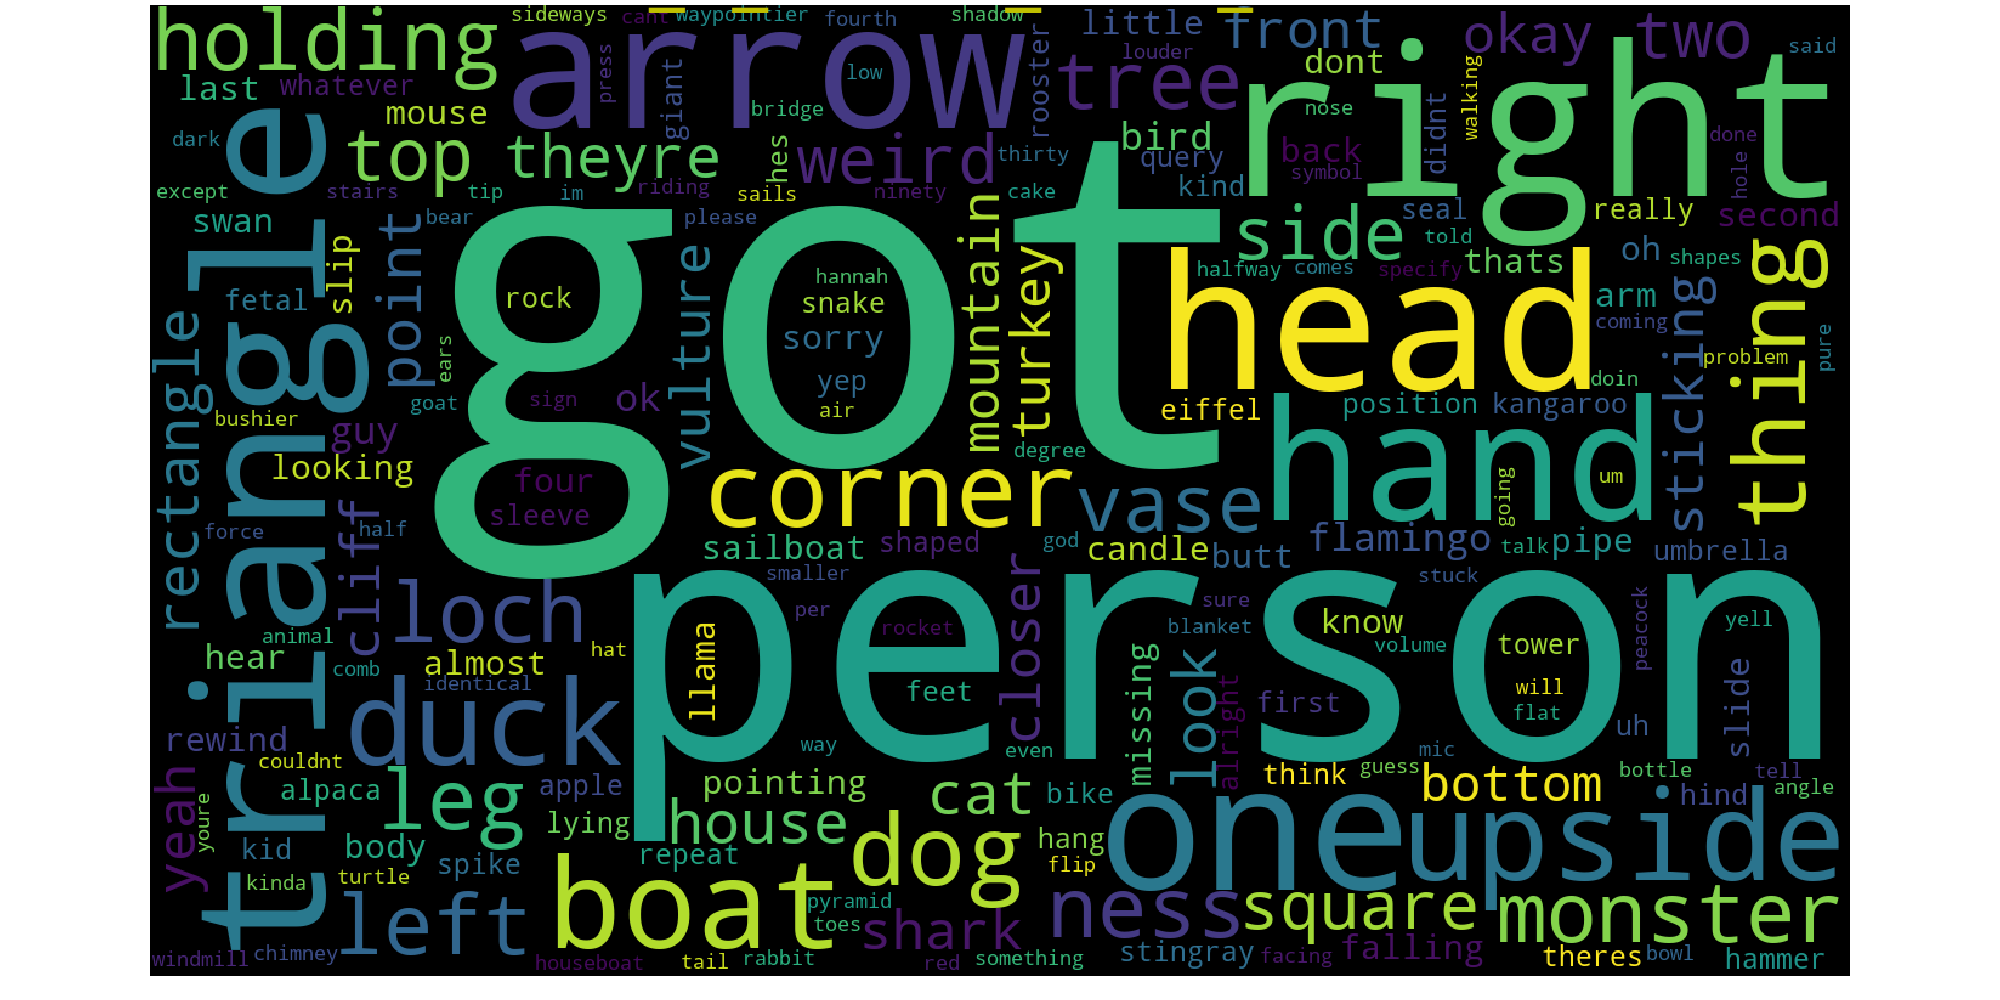 sideways cant waypointier fourth shadow
holding arrow little front okay two said
last whatever press low giant bridge rooster louder tree dont walking right
mouse nose done
dark top theyre hes weird thirty bird query back symbol didnt hole
except stairs tip im riding sails ninety cake kind
swan bear please mountain side seal really second
triangle got told oh shapes
slip point vulture hannah turkey halfway comes specify thats thing
fetal rock snake head arm
rectangle sorry coming sticking
ears yep problem pure
goat sign ok air eiffel position kangaroo doin
bushier guy hand
looking four corner degree going um
cliff sleeve vase
force half sailboat shaped god candle butt flamingo talk pipe umbrella
loch smaller closer person stuck
per sure blanket know peacock yell
animal hat rocket tower volume
hear comb almost llama missing
duck identical feet look alright first will slide
flat
rewind way even uh
couldnt mic
yeah alpaca leg apple pointing cat bike think guess bottom bottle tell angle
youre lying house one upside hind
kid body spike repeat dog hang
kinda turtle boat flip
left pyramid ness square monster
toes shark
windmill chimney houseboat tail rabbit red something stingray facing falling theres bowl hammer